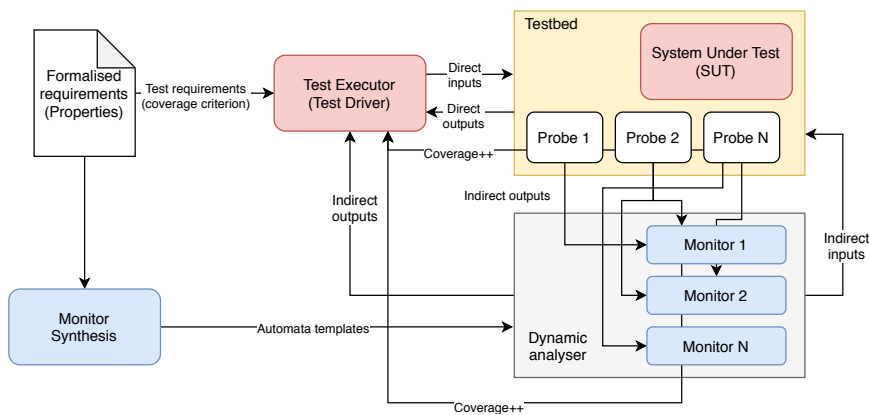 Testbed
Formalised
requirements
(Properties)
Test requirements
(coverage criterion)
Test Executor
(Test Driver)
Direct
inputs
Direct
outputs
System Under Test
(SUT)
Probe 1
Probe 2
Probe N
Coverage++
Indirect
outputs
Indirect outputs
Monitor 1
Monitor 2
Monitor N
Indirect
inputs
Monitor
Synthesis
Automata templates
Dynamic
analyser
Coverage++